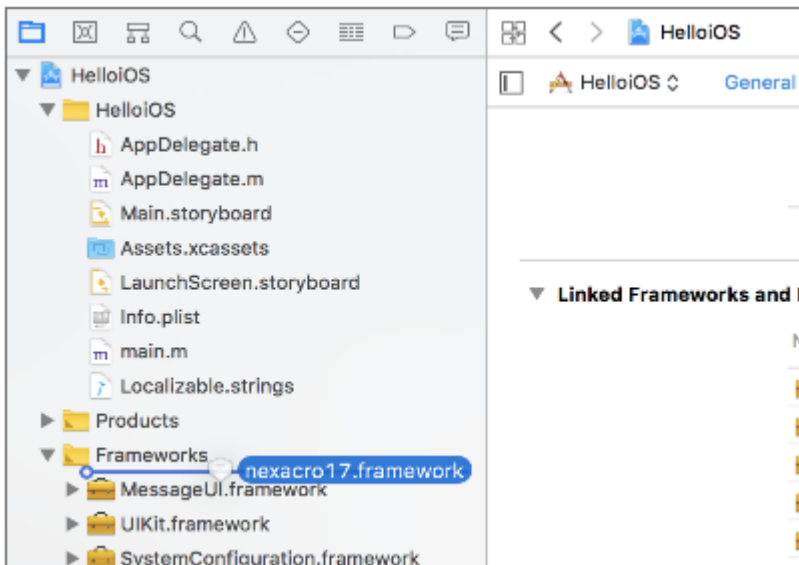 HelloiOS
HelloiOS
AppDelegate.h
AppDelegate.m
Main.storyboard
Assets.xcassets
LaunchScreen.storyboard
Info.plist
main.m
Localizable.strings
Products
Frameworks
nexacro17.framework
MessageUI.framework
UIKit.framework
SystemConfiguration.framework
HelloiOS
HelloiOS General
Linked Frameworks and